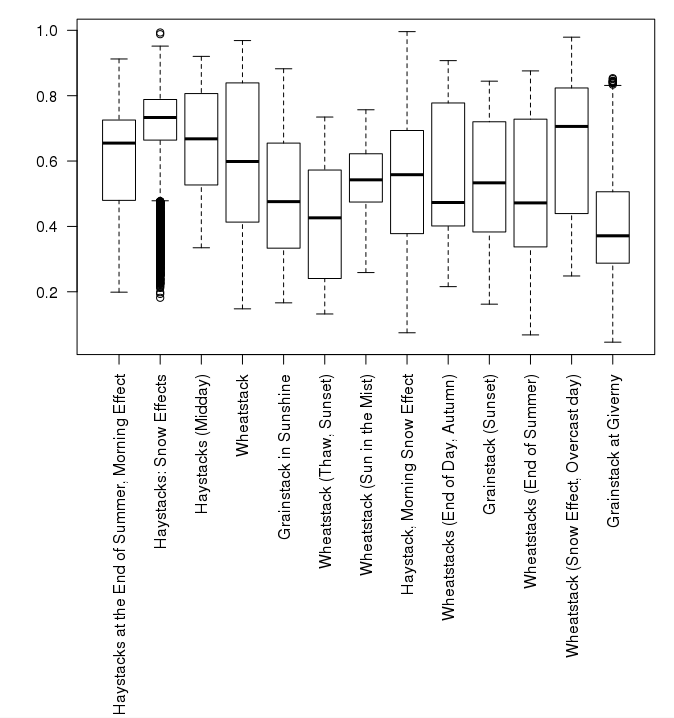 1.0
0.8
0.6
0.4
0.2
Haystacks at the End of Summer, Morning Effect
Haystacks: Snow Effects
Haystacks (Midday)
Wheatstack
Grainstack in Sunshine
Wheatstack (Thaw, Sunset)
Wheatstack (Sun in the Mist)
Haystack, Morning Snow Effect
Wheatstacks (End of Day, Autumn)
Grainstack (Sunset)
Wheatstacks (End of Summer)
Wheatstack (Snow Effect, Overcast day)
Grainstack at Giverny